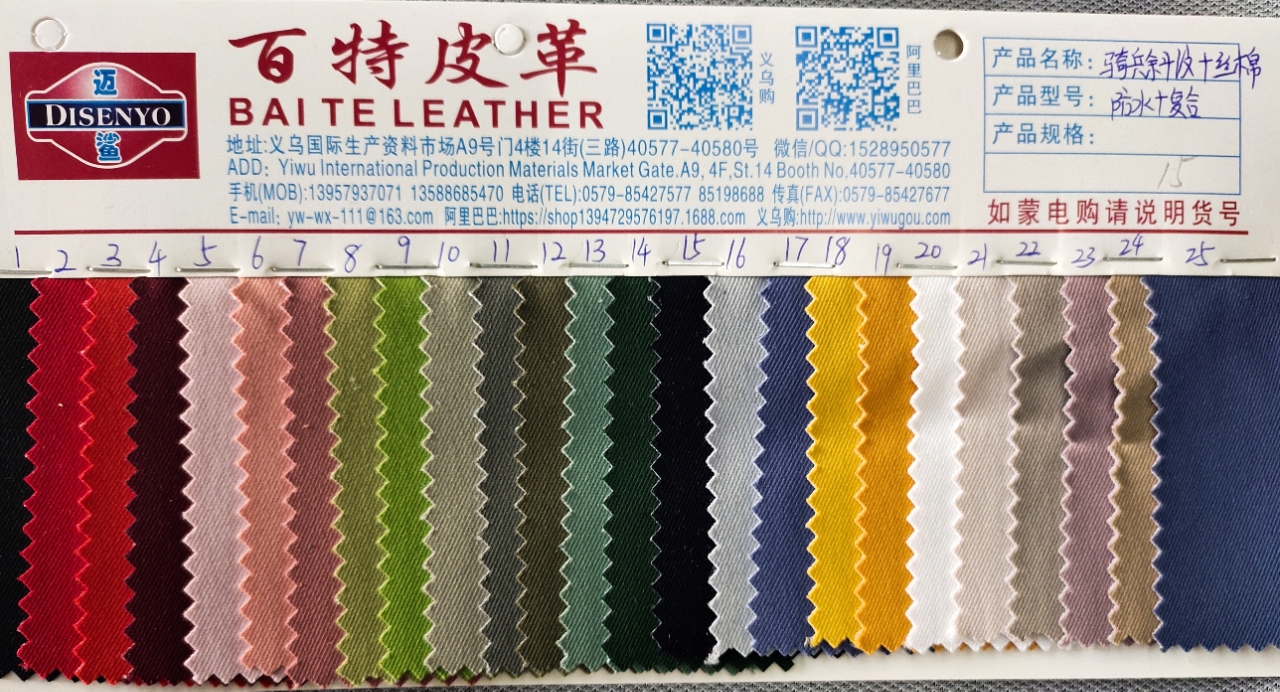 百特皮革
BAI TE LEATHER
迈
DISENYO
鲨
义乌购
阿里巴巴
地址:义乌国际生产资料市场A9号门4楼14街(三路)40577-40580号 微信/QQ:1528950577
ADD: Yiwu International Production Materials Market Gate.A9, 4F,St.14 Booth No,40577-40580
手机(MOB):13957937071 13588685470 电话(TEL):0579-85427577 85198688 传真(FAX):0579-85427677
E-mail: yw-wx-111@163.com 阿里巴巴:https://shop1394729576197.1688.com 义乌购:http://www.yiwugou.com
产品名称:
产品型号: 防水+复合
产品规格:
15
如蒙电购请说明货号
1 2 3 4 5 6 7 8 9 10 11 12 13 14 15 16 17 18 19 20 21 22 23 24 25